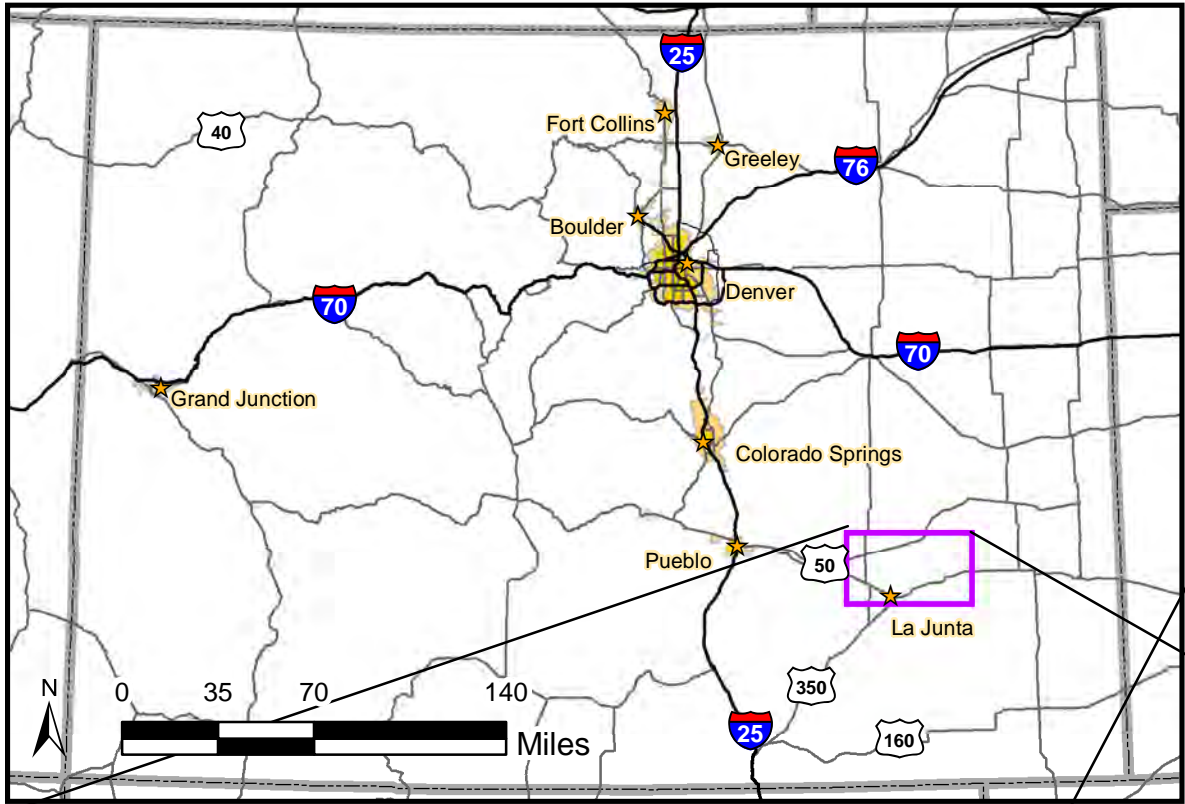 25
40
Fort Collins
Greeley
76
Boulder
Denver
70
70
Grand Junction
Colorado Springs
Pueblo
50
La Junta
350
N
0 35 70 140
Miles
25
160